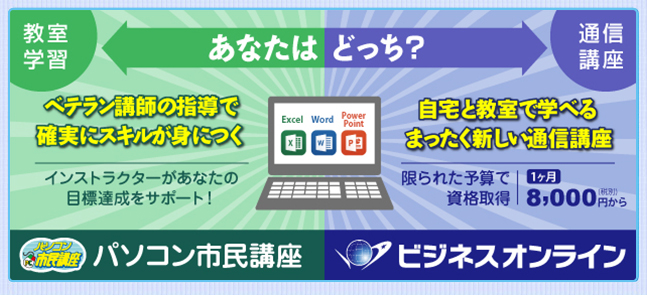 教室
学習
あなたは どっち?
通信
講座
ベテラン講師の指導で
確実にスキルが身につく
インストラクターがあなたの
目標達成をサポート!
Excel Word Power
Point
X W P
自宅と教室で学べる
まったく新しい通信講座
限られた予算で
資格取得
1ヶ月
8,000円から
(税別)
パソコン
市民講座
パソコン市民講座
ビジネスオンライン